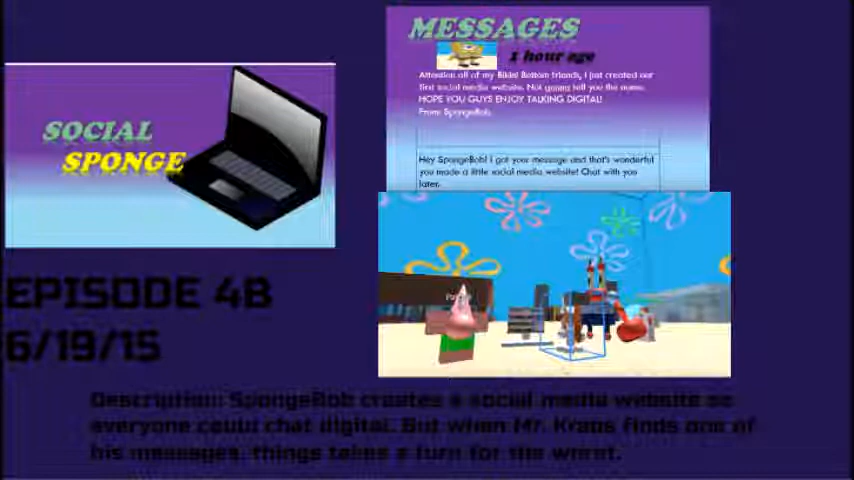 MESSAGES
1 hour ago
Attention all of my Bikini Bottom friends, I just created our
first social media website. Not gonna tell you the name.
HOPE YOU GUYS ENJOY TALKING DIGITAL!
From: SpongeBob
Hey SpongeBob! I got your message and that's wonderful
you made a little social media website! Chat with you
later.
SOCIAL
SPONGE
EPISODE 4B
6/19/15
Description: SpongeBob creates a social media website so
everyone could chat digital. But when Mr. Krabs finds one of
his messages, things takes a turn for the worst.